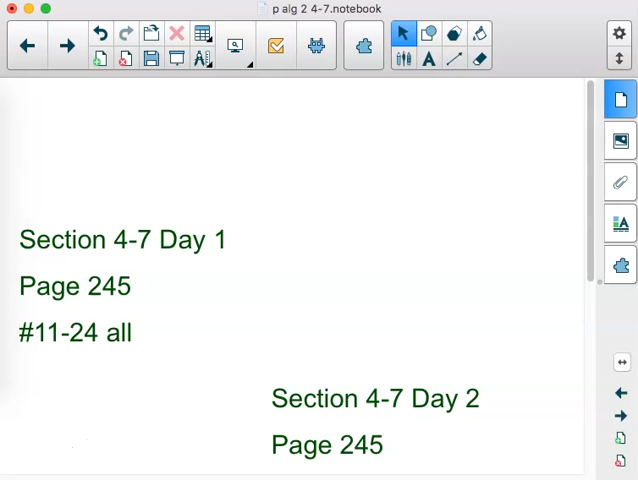 p alg 2 4-7.notebook
Section 4-7 Day 1
Page 245
#11-24 all
Section 4-7 Day 2
Page 245